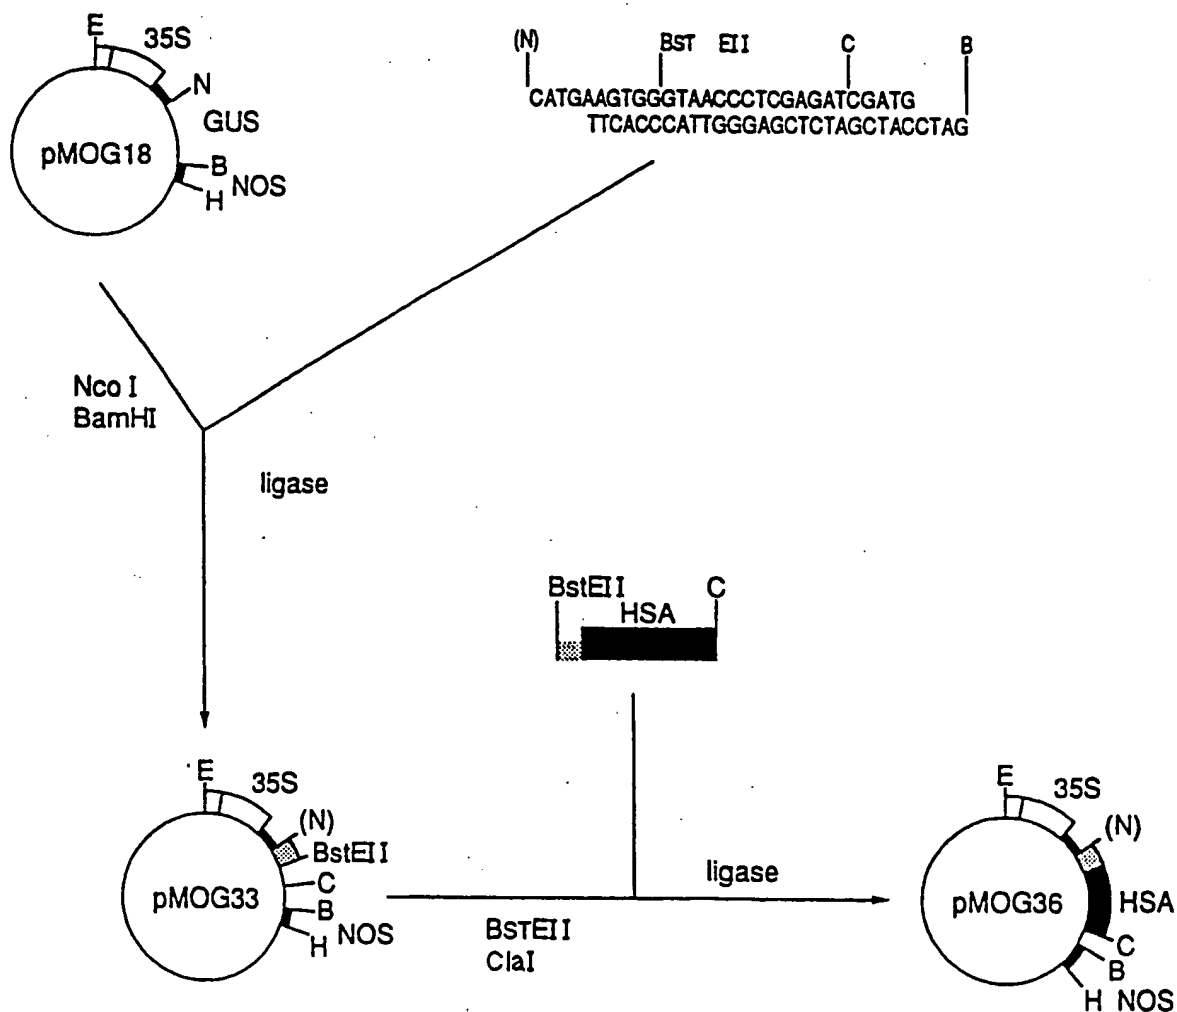 E
35S
N
GUS
pMOG18
B
NOS
H
(N) BST EII C B
CATGAAGTGGGTAACCCTCGAGATCGATG
TTCACCCATTGGGAGCTCTAGCTACCTAG
Nco I
BamHI
ligase
BstEII C
HSA
E
35S
(N)
BstEII
pMOG33
C
B
NOS
H
BSTEII
ClaI
ligase
E
35S
(N)
pMOG36
HSA
C
B
H NOS